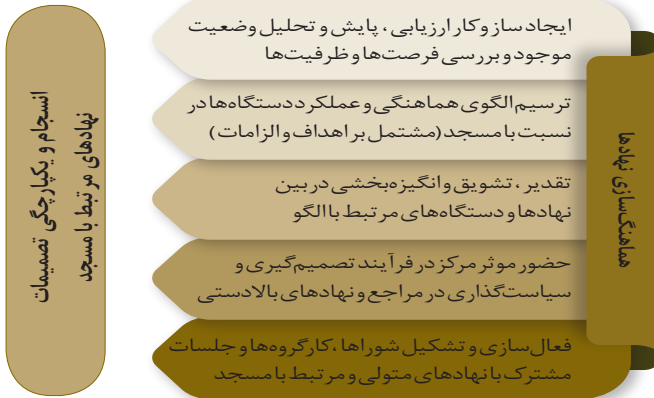 هماهنگ‌سازی نهادها
ایجاد ساز و کار ارزیابی، پایش و تحلیل وضعیت
موجود و بررسی فرصت‌ها و ظرفیت‌ها
ترسیم الگوی هماهنگی و عملکرد دستگاه‌ها در
نسبت با مسجد (مشتمل بر اهداف و الزامات)
تقدیر، تشویق و انگیزه‌بخشی در بین
نهادها و دستگاه‌های مرتبط با الگو
حضور موثر مرکز در فرآیند تصمیم‌گیری و
سیاست‌گذاری در مراجع و نهادهای بالادستی
فعال‌سازی و تشکیل شوراها، کارگروه‌ها و جلسات
مشترک با نهادهای متولی و مرتبط با مسجد
انسجام و یکپارچگی تصمیمات
نهادهای مرتبط با مسجد